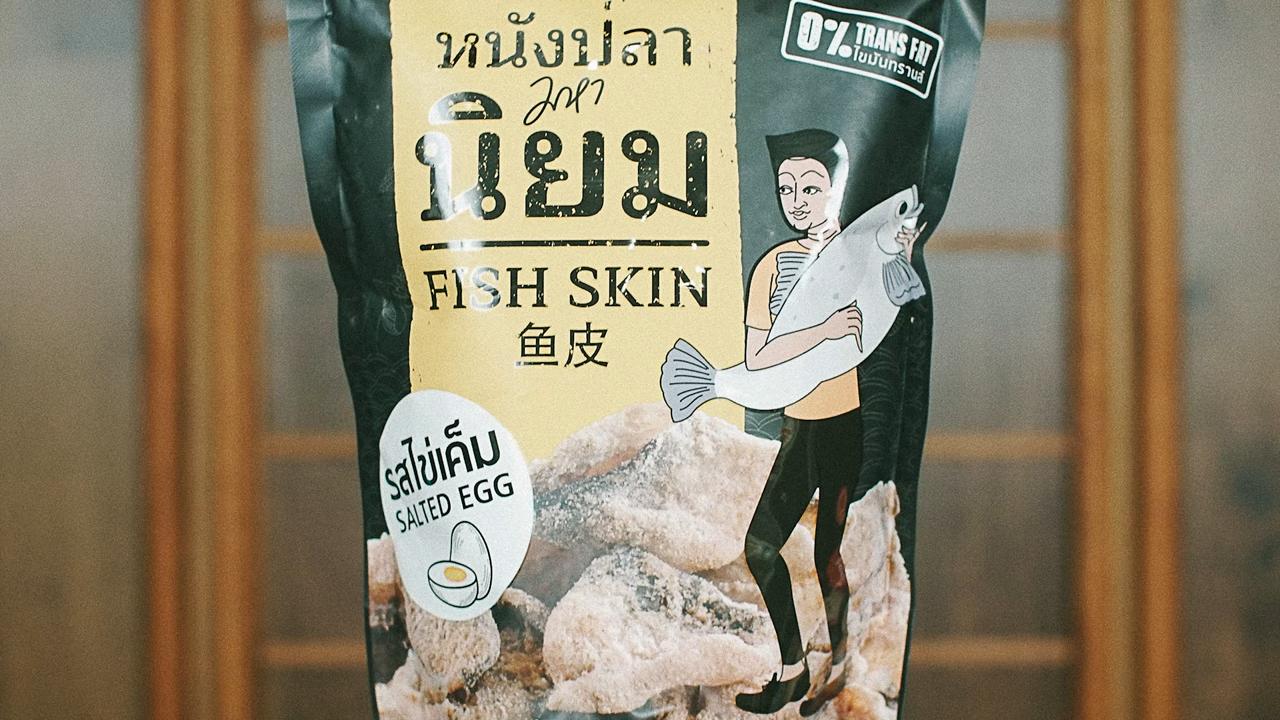 หนังปลา
มหา
นิยม
FISH SKIN
鱼皮
0% TRANS FAT
ไขมันทรานส์
รสไข่เค็ม
SALTED EGG